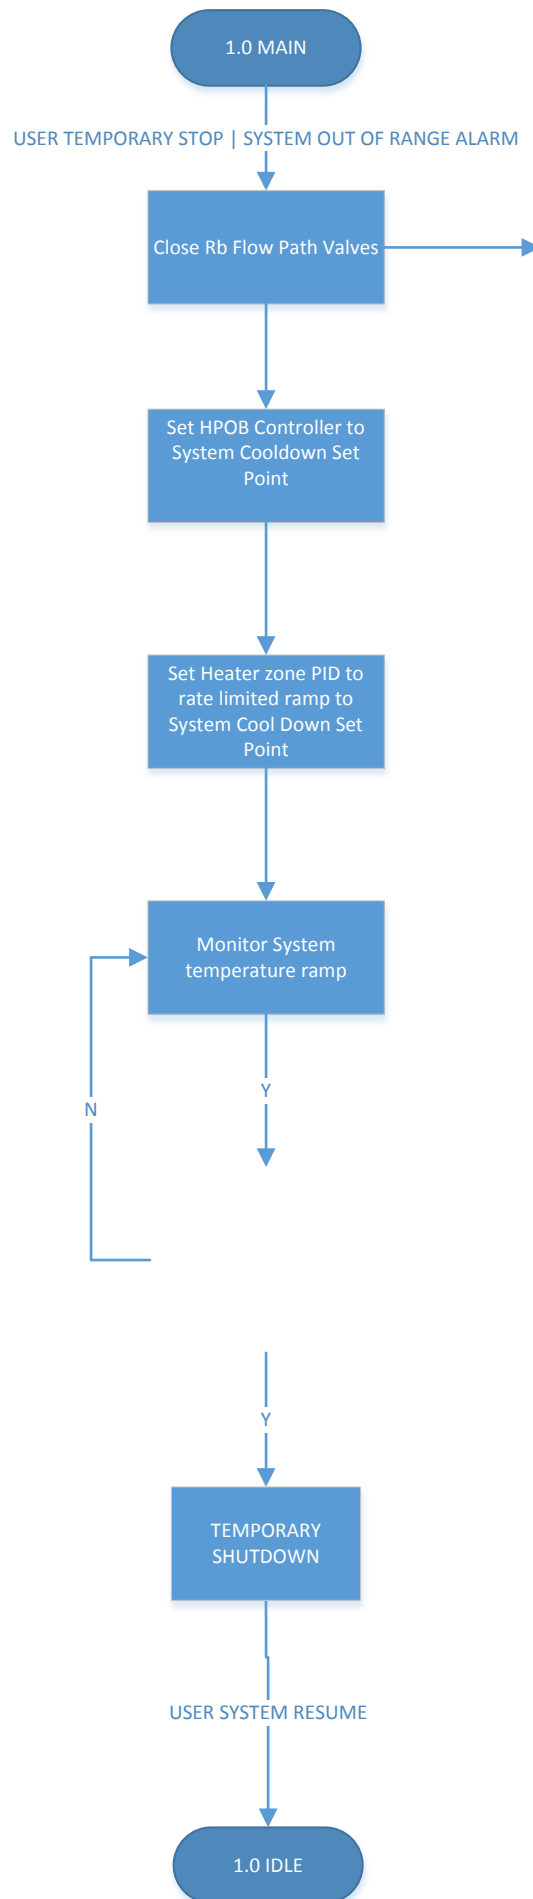 1.0 MAIN
USER TEMPORARY STOP | SYSTEM OUT OF RANGE ALARM
Close Rb Flow Path Valves
Set HPOB Controller to
System Cooldown Set
Point
Set Heater zone PID to
rate limited ramp to
System Cool Down Set
Point
Monitor System
temperature ramp
Y
N
Y
TEMPORARY
SHUTDOWN
USER SYSTEM RESUME
1.0 IDLE